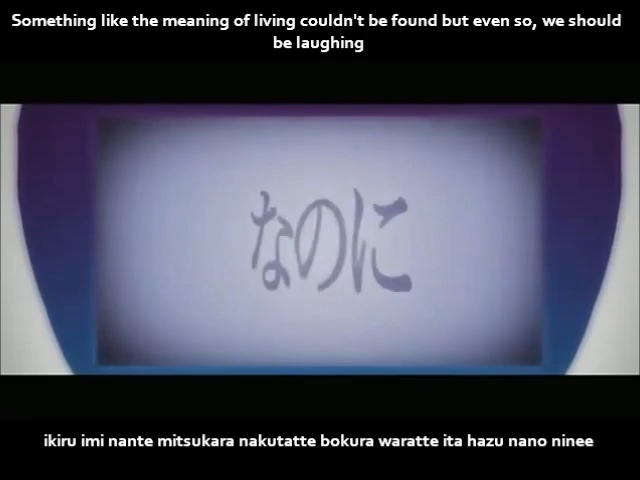 Something like the meaning of living couldn't be found but even so, we should
be laughing
なのに
ikiru imi nante mitsukara nakutatte bokura waratte ita hazu nano ninee